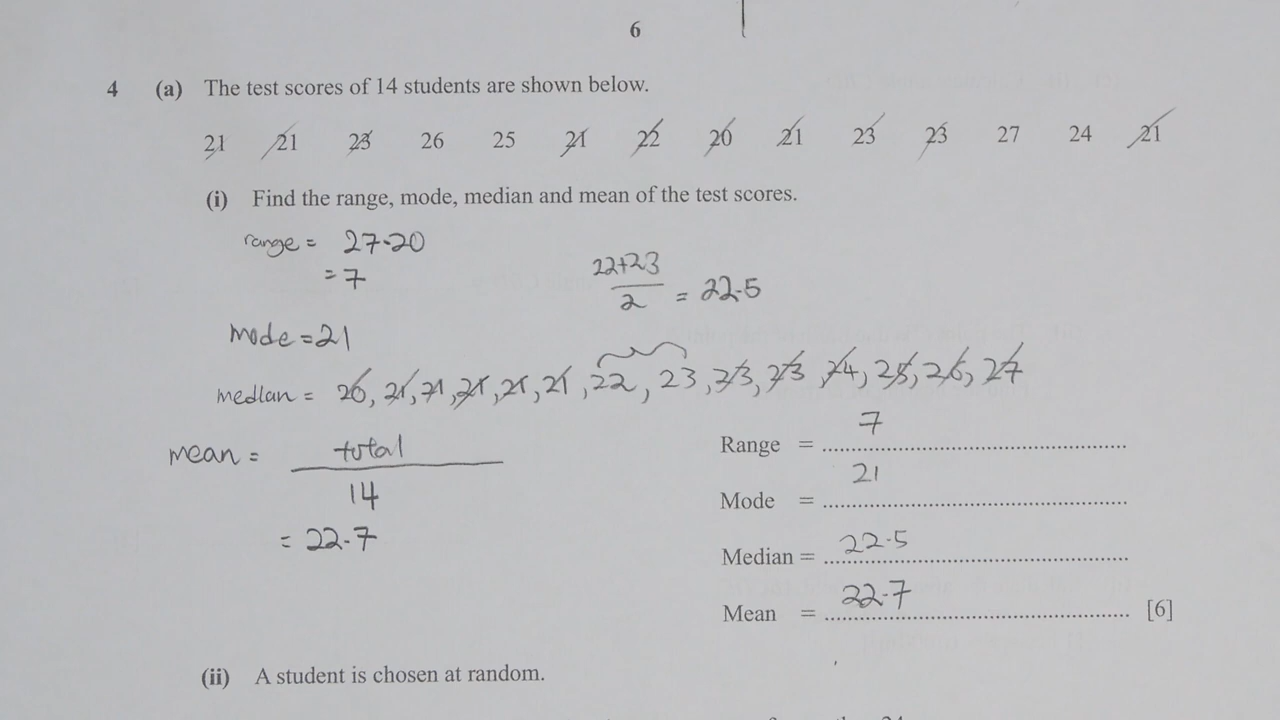 6
4 (a) The test scores of 14 students are shown below.
21 21 23 26 25 21 22 20 21 23 23 27 24 21
(i) Find the range, mode, median and mean of the test scores.
range = 27-20
= 7
22+23
2
= 22.5
mode = 21
median = 20, 21, 21, 21, 21, 21, 22, 23, 23, 23, 24, 25, 26, 27
mean = total
14
= 22.7
Range = 7
Mode = 21
Median = 22.5
Mean = 22.7 [6]
(ii) A student is chosen at random.